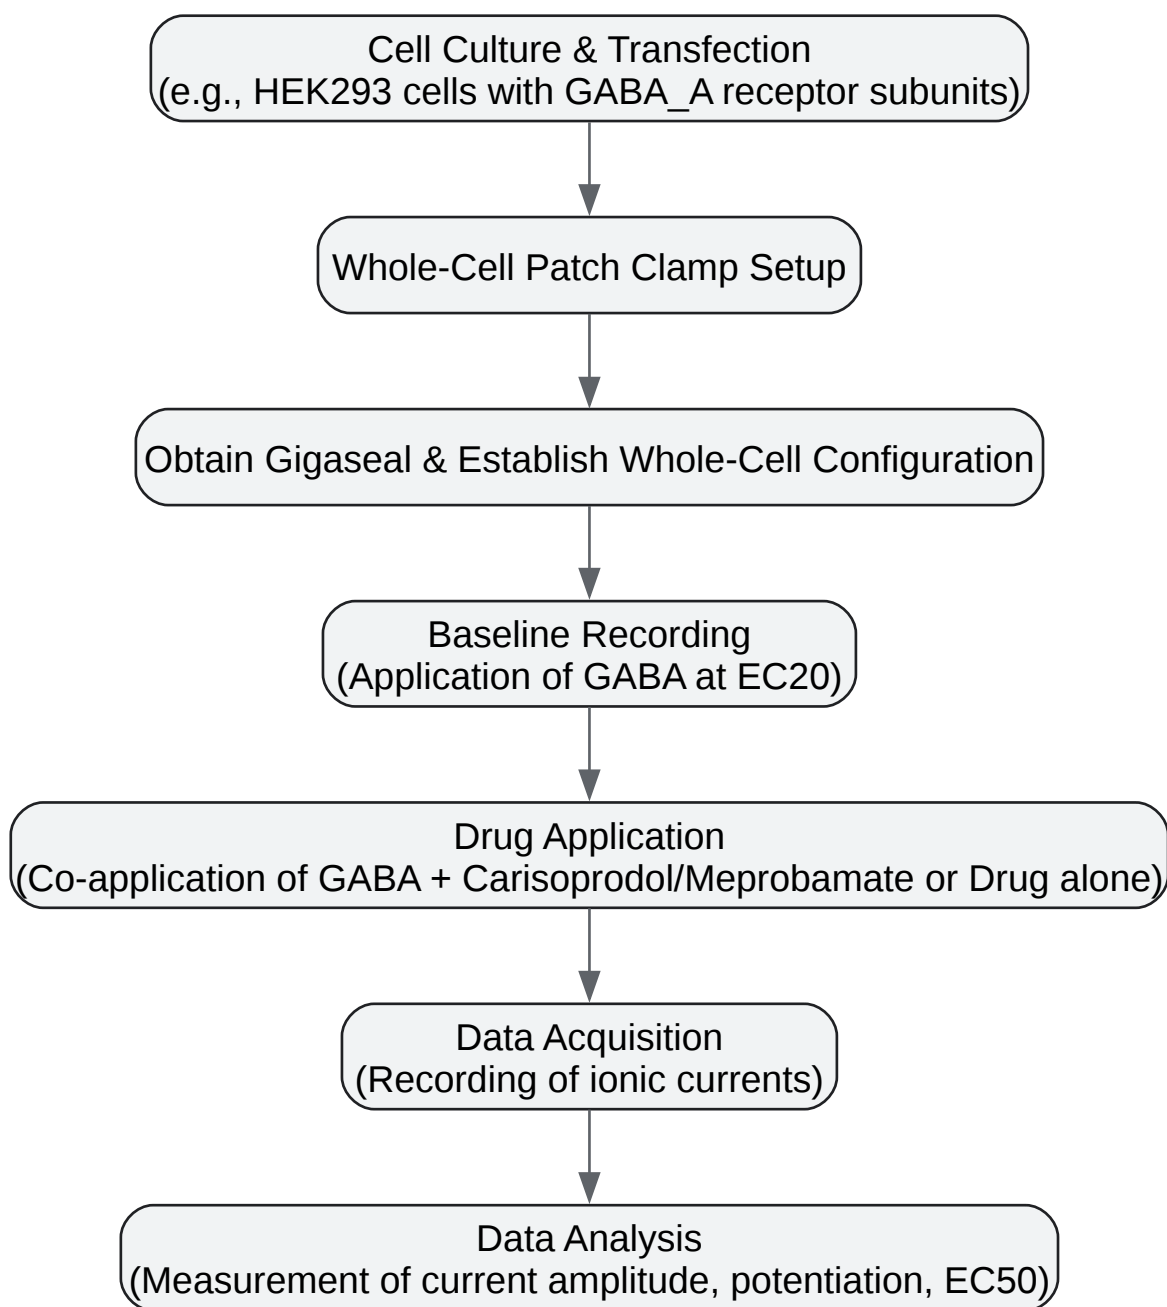 Cell Culture & Transfection
(e.g., HEK293 cells with GABA_A receptor subunits)
Whole-Cell Patch Clamp Setup
Obtain Gigaseal & Establish Whole-Cell Configuration
Baseline Recording
(Application of GABA at EC20)
Drug Application
(Co-application of GABA + Carisoprodol/Meprobamate or Drug alone)
Data Acquisition
(Recording of ionic currents)
Data Analysis
(Measurement of current amplitude, potentiation, EC50)